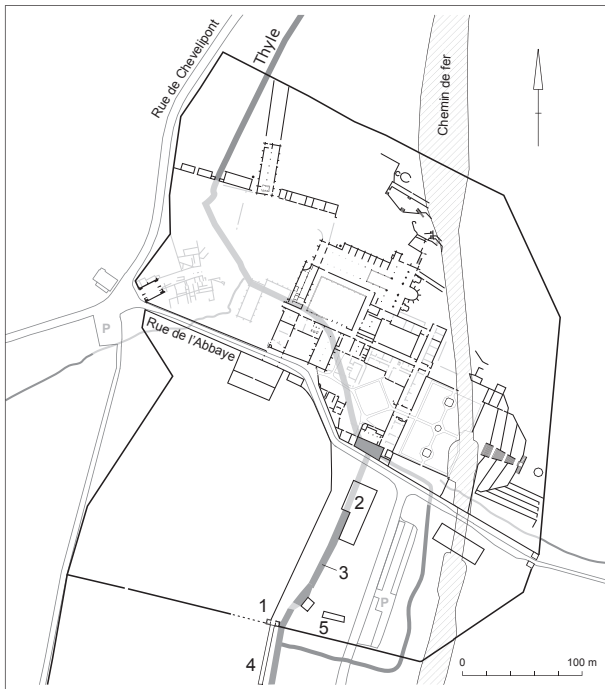 Rue de Chevelipont
Thyle
Chemin de fer
P
Rue de l'Abbaye
2
3
P
1
5
4
0 100 m